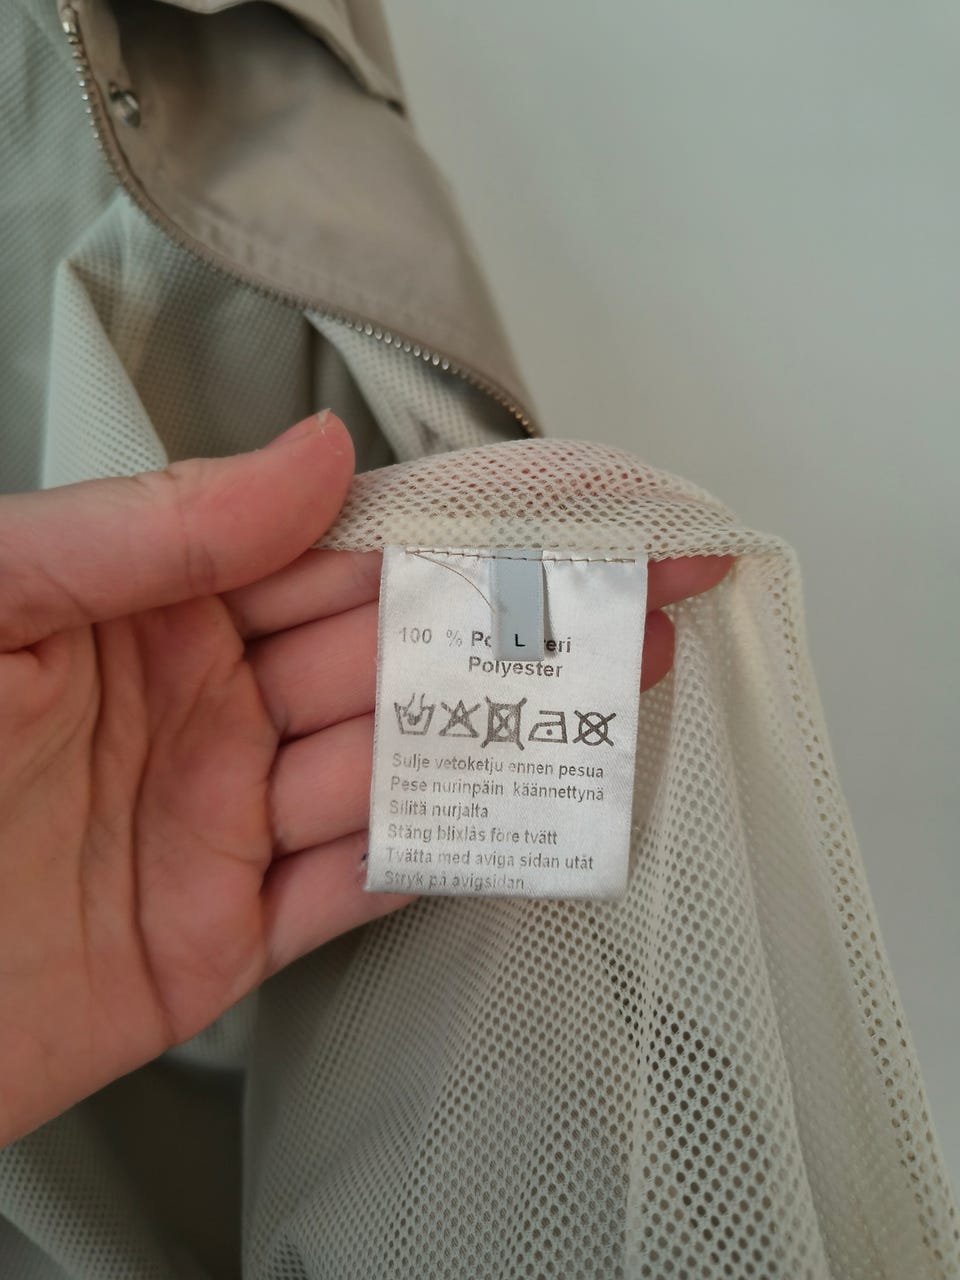 L
100 %
Polyester
Sulje vetoketju ennen pesua
Pese nurinpäin käännettynä
Silitä nurjalta
Stäng blixlås före tvätt
Tvätta med aviga sidan utåt
Stryk på avigsidan